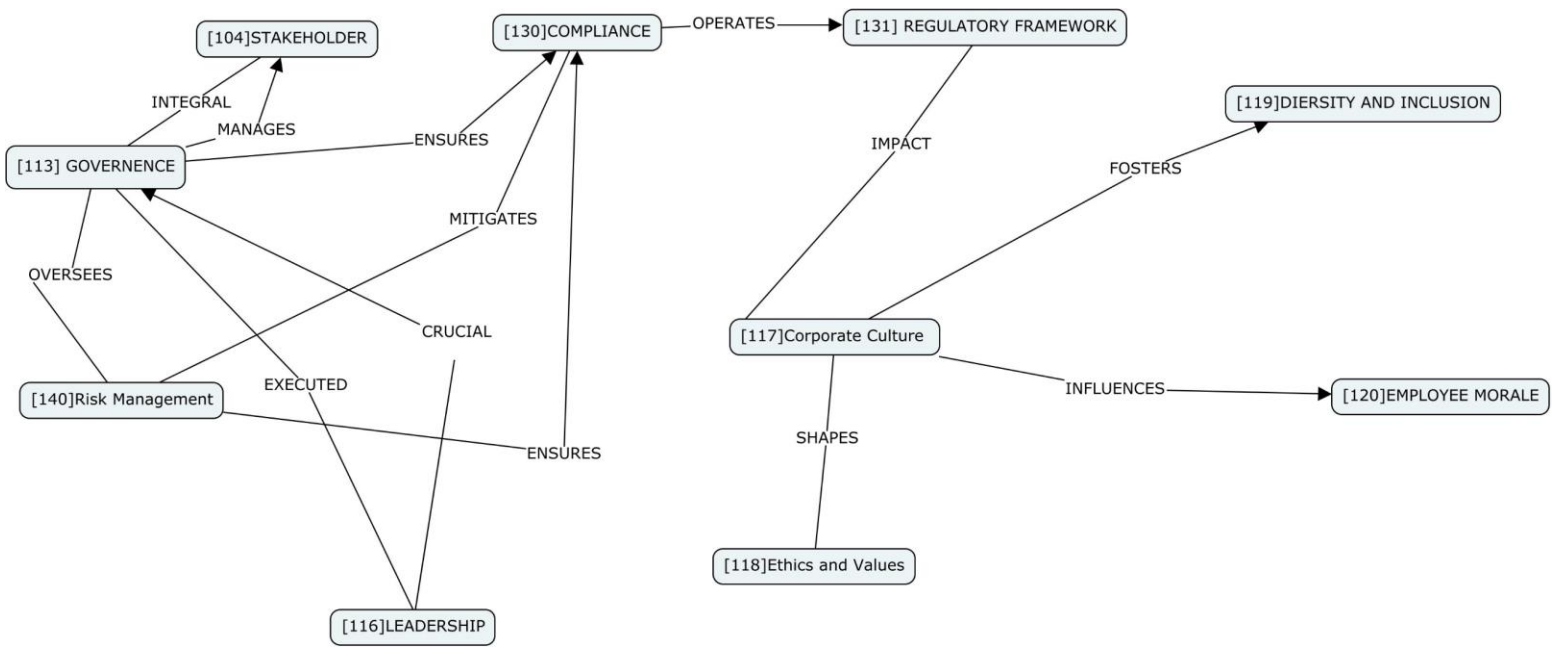 [104]STAKEHOLDER
[130]COMPLIANCE
OPERATES
[131] REGULATORY FRAMEWORK
INTEGRAL
MANAGES
ENSURES
[119]DIERSITY AND INCLUSION
[113] GOVERNENCE
IMPACT
FOSTERS
MITIGATES
OVERSEES
CRUCIAL
[117]Corporate Culture
EXECUTED
[140]Risk Management
INFLUENCES
[120]EMPLOYEE MORALE
SHAPES
ENSURES
[118]Ethics and Values
[116]LEADERSHIP